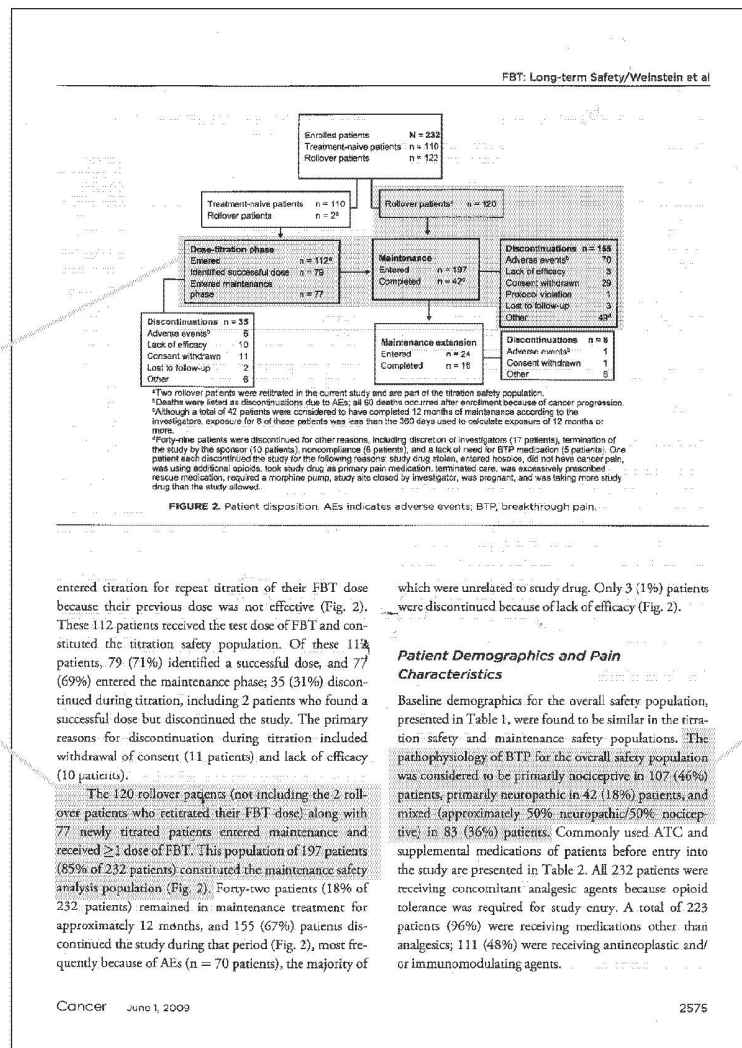 FBT: Long-term Safety/Weinstein et al
Enrolled patients N = 232
Treatment-naive patients n = 110
Rollover patients n = 122
Treatment-naive patients n = 110
Rollover patients n = 2ᵃ
Rollover patientsᵃ n = 120
Dose-titration phase
Entered n = 112ᵃ
Identified successful dose n = 79
Entered maintenance
phase n = 77
Maintenance
Entered n = 197
Completed n = 42ᶜ
Discontinuations n = 155
Adverse eventsᵇ 70
Lack of efficacy 3
Consent withdrawn 29
Protocol violation 1
Lost to follow-up 3
Other 49ᵈ
Discontinuations n = 35
Adverse eventsᵇ 6
Lack of efficacy 10
Consent withdrawn 11
Lost to follow-up 2
Other 6
Maintenance extension
Entered n = 24
Completed n = 16
Discontinuations n = 8
Adverse eventsᵇ 1
Consent withdrawn 1
Other 6
ᵃTwo rollover patients were retitrated in the current study and are part of the titration safety population.
ᵇDeaths were listed as discontinuations due to AEs; all 60 deaths occurred after enrollment because of cancer progression.
ᶜAlthough a total of 42 patients were considered to have completed 12 months of maintenance according to the
investigators, exposure for 8 of these patients was less than the 360 days used to calculate exposure of 12 months or
more.
ᵈForty-nine patients were discontinued for other reasons, including discretion of investigators (17 patients), termination of
the study by the sponsor (10 patients), noncompliance (6 patients), and a lack of need for BTP medication (5 patients). One
patient each discontinued the study for the following reasons: study drug stolen, entered hospice, did not have cancer pain,
was using additional opioids, took study drug as primary pain medication, terminated care, was excessively prescribed
rescue medication, required a morphine pump, study site closed by investigator, was pregnant, and was taking more study
drug than the study allowed.
FIGURE 2. Patient disposition. AEs indicates adverse events; BTP, breakthrough pain.
entered titration for repeat titration of their FBT dose
because their previous dose was not effective (Fig. 2).
These 112 patients received the test dose of FBT and con-
stituted the titration safety population. Of these 112
patients, 79 (71%) identified a successful dose, and 77
(69%) entered the maintenance phase; 35 (31%) discon-
tinued during titration, including 2 patients who found a
successful dose but discontinued the study. The primary
reasons for discontinuation during titration included
withdrawal of consent (11 patients) and lack of efficacy
(10 patients).
The 120 rollover patients (not including the 2 roll-
over patients who retitrated their FBT dose) along with
77 newly titrated patients entered maintenance and
received ≥1 dose of FBT. This population of 197 patients
(85% of 232 patients) constituted the maintenance safety
analysis population (Fig. 2). Forty-two patients (18% of
232 patients) remained in maintenance treatment for
approximately 12 months, and 155 (67%) patients dis-
continued the study during that period (Fig. 2), most fre-
quently because of AEs (n = 70 patients), the majority of
which were unrelated to study drug. Only 3 (1%) patients
were discontinued because of lack of efficacy (Fig. 2).
Patient Demographics and Pain
Characteristics
Baseline demographics for the overall safety population,
presented in Table 1, were found to be similar in the titra-
tion safety and maintenance safety populations. The
pathophysiology of BTP for the overall safety population
was considered to be primarily nociceptive in 107 (46%)
patients, primarily neuropathic in 42 (18%) patients, and
mixed (approximately 50% neuropathic/50% nocicep-
tive) in 83 (36%) patients. Commonly used ATC and
supplemental medications of patients before entry into
the study are presented in Table 2. All 232 patients were
receiving concomitant analgesic agents because opioid
tolerance was required for study entry. A total of 223
patients (96%) were receiving medications other than
analgesics; 111 (48%) were receiving antineoplastic and/
or immunomodulating agents.
Cancer June 1, 2009 2575